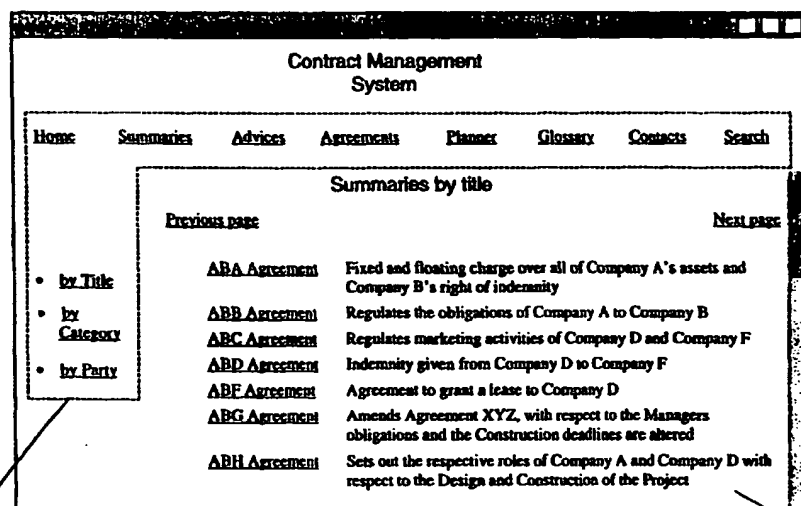 Contract Management
System
Home Summaries Advices Agreements Planner Glossary Contacts Search
Summaries by title
Previous page Next page
• by Title
• by
Category
• by Party
ABA Agreement Fixed and floating charge over all of Company A's assets and
Company B's right of indemnity
ABB Agreement Regulates the obligations of Company A to Company B
ABC Agreement Regulates marketing activities of Company D and Company F
ABD Agreement Indemnity given from Company D to Company F
ABF Agreement Agreement to grant a lease to Company D
ABG Agreement Amends Agreement XYZ, with respect to the Managers
obligations and the Construction deadlines are altered
ABH Agreement Sets out the respective roles of Company A and Company D with
respect to the Design and Construction of the Project